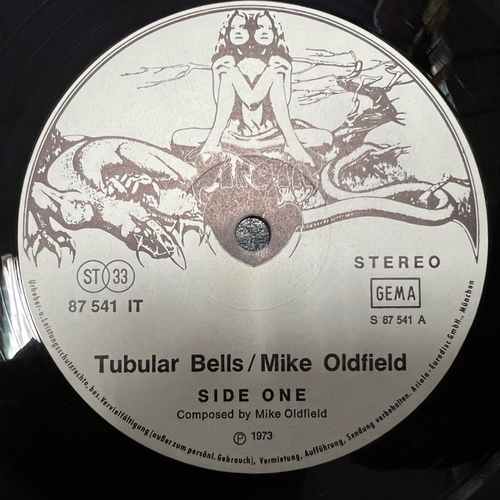 Virgin
ST 33
87 541 IT
STEREO
GEMA
S 87 541 A
Tubular Bells / Mike Oldfield
SIDE ONE
Composed by Mike Oldfield
Ⓟ 1973
Urheber- u. Leistungsschutzrechte, bes. Vervielfältigung (außer zum persönl. Gebrauch), Vermietung, Aufführung, Sendung vorbehalten. Ariola-Eurodisc GmbH., München